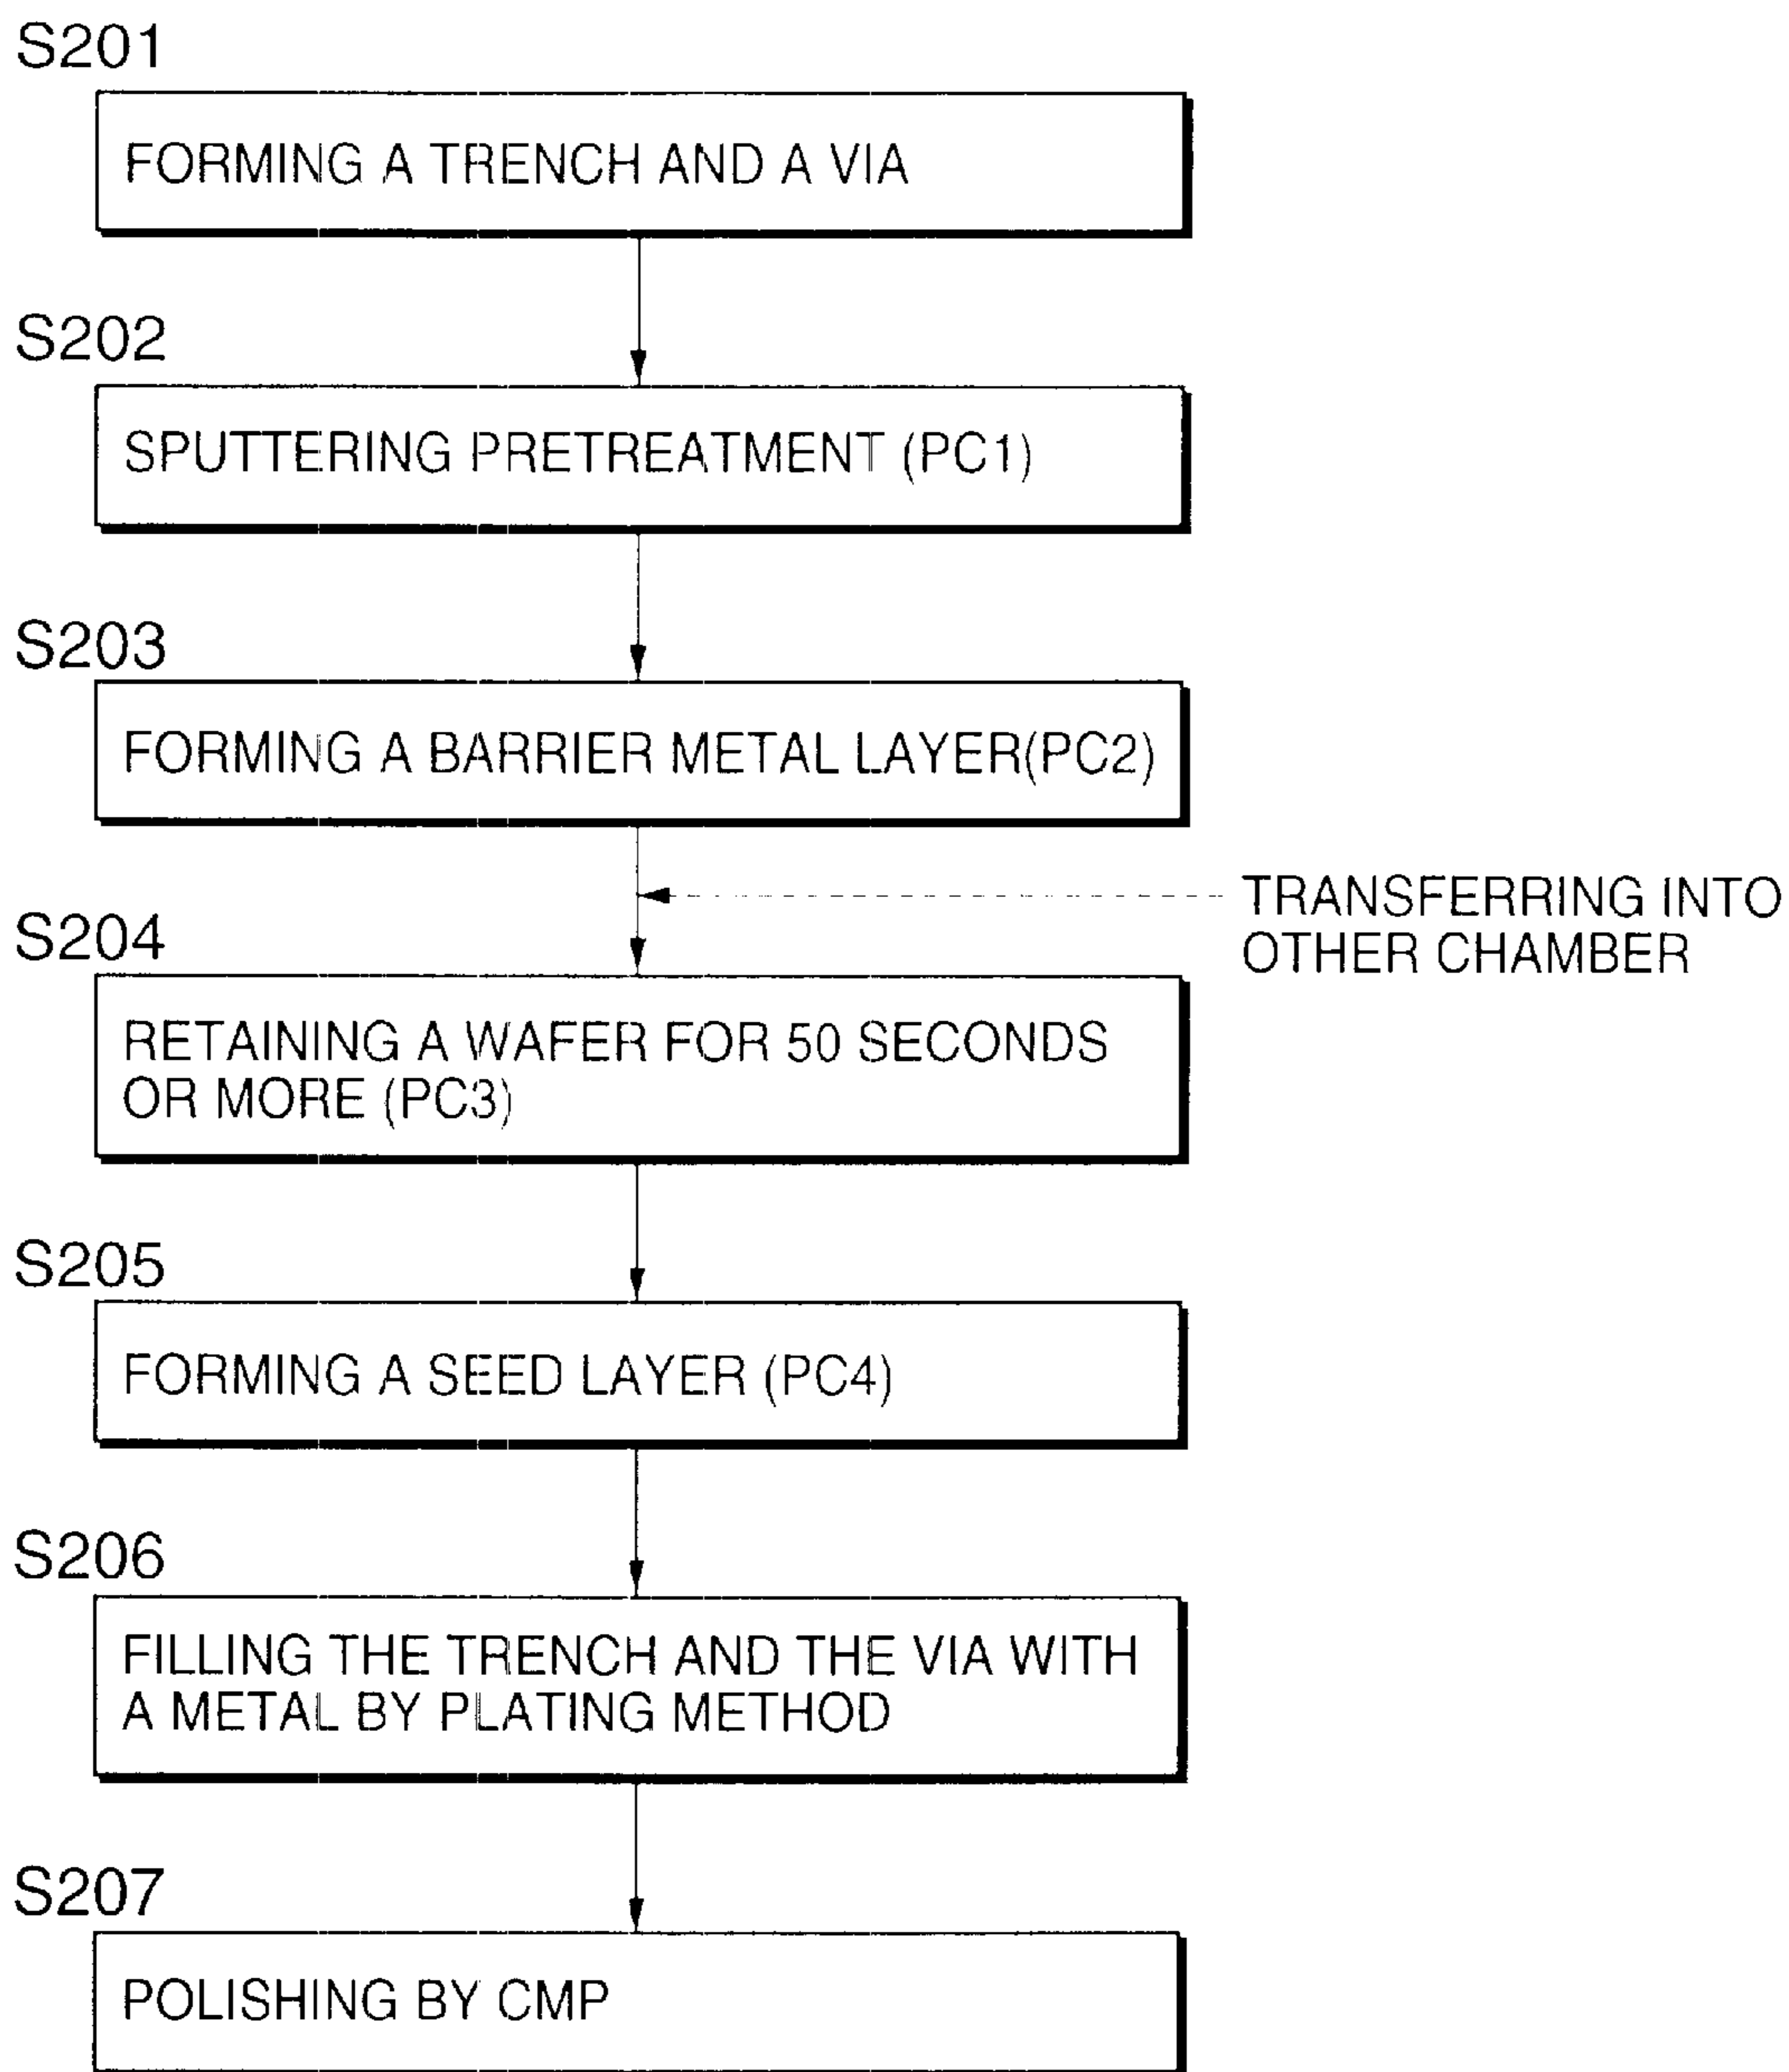 S201
FORMING A TRENCH AND A VIA
S202
SPUTTERING PRETREATMENT (PC1)
S203
FORMING A BARRIER METAL LAYER(PC2)
TRANSFERRING INTO
OTHER CHAMBER
S204
RETAINING A WAFER FOR 50 SECONDS
OR MORE (PC3)
S205
FORMING A SEED LAYER (PC4)
S206
FILLING THE TRENCH AND THE VIA WITH
A METAL BY PLATING METHOD
S207
POLISHING BY CMP